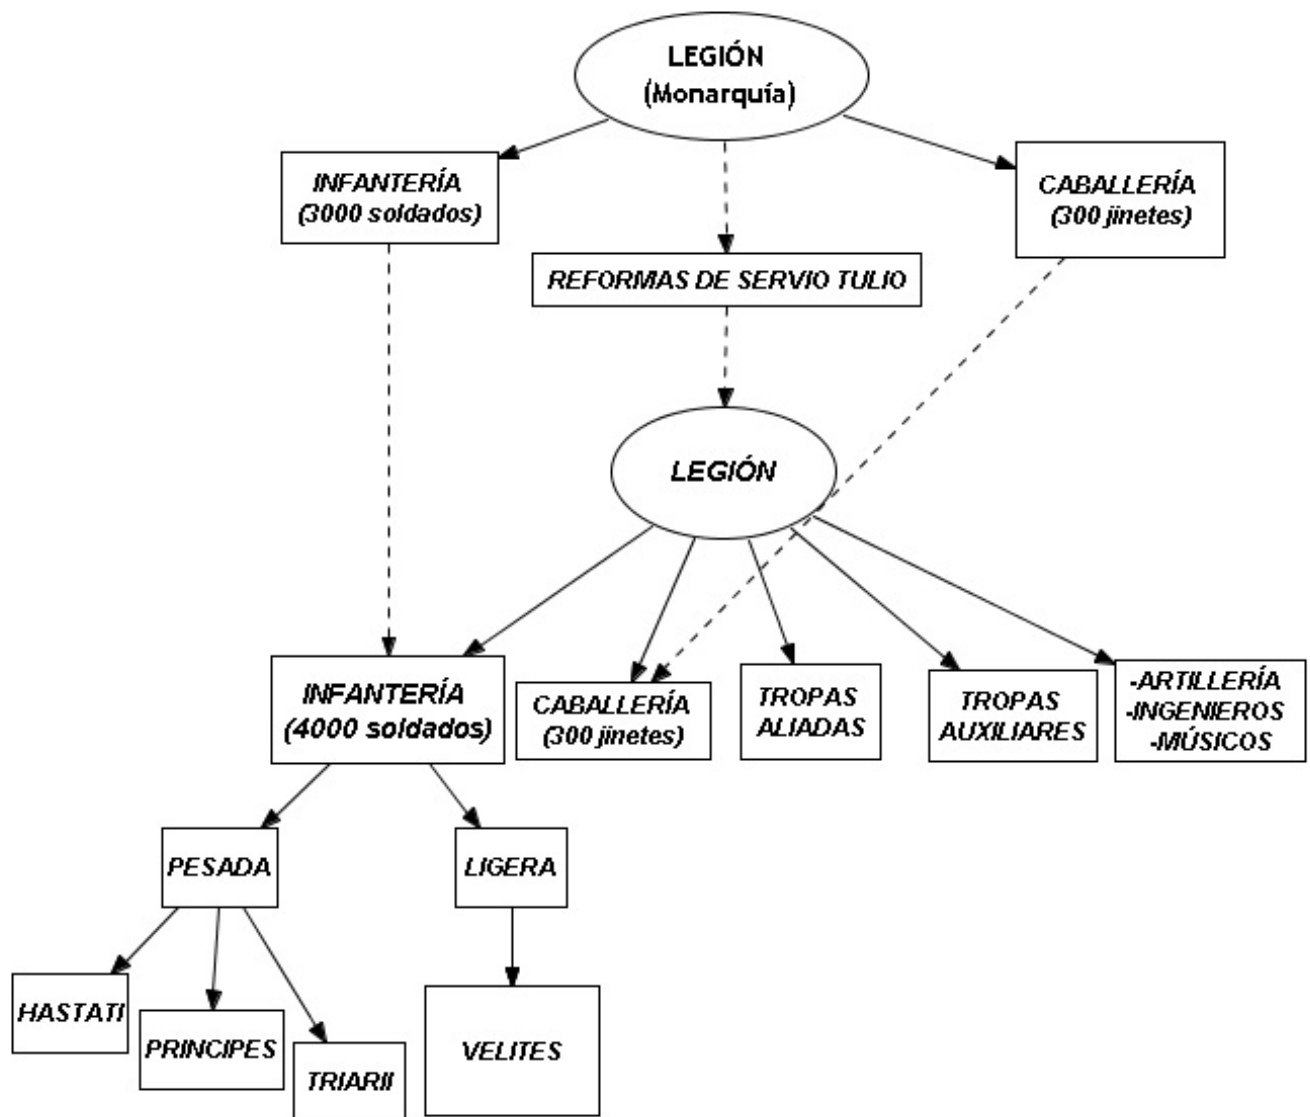 LEGIÓN
(Monarquía)
INFANTERÍA
(3000 soldados)
CABALLERÍA
(300 jinetes)
REFORMAS DE SERVIO TULIO
LEGIÓN
INFANTERÍA
(4000 soldados)
CABALLERÍA
(300 jinetes)
TROPAS
ALIADAS
TROPAS
AUXILIARES
-ARTILLERÍA
-INGENIEROS
-MÚSICOS
PESADA
LIGERA
HASTATI
PRINCIPES
TRIARII
VELITES